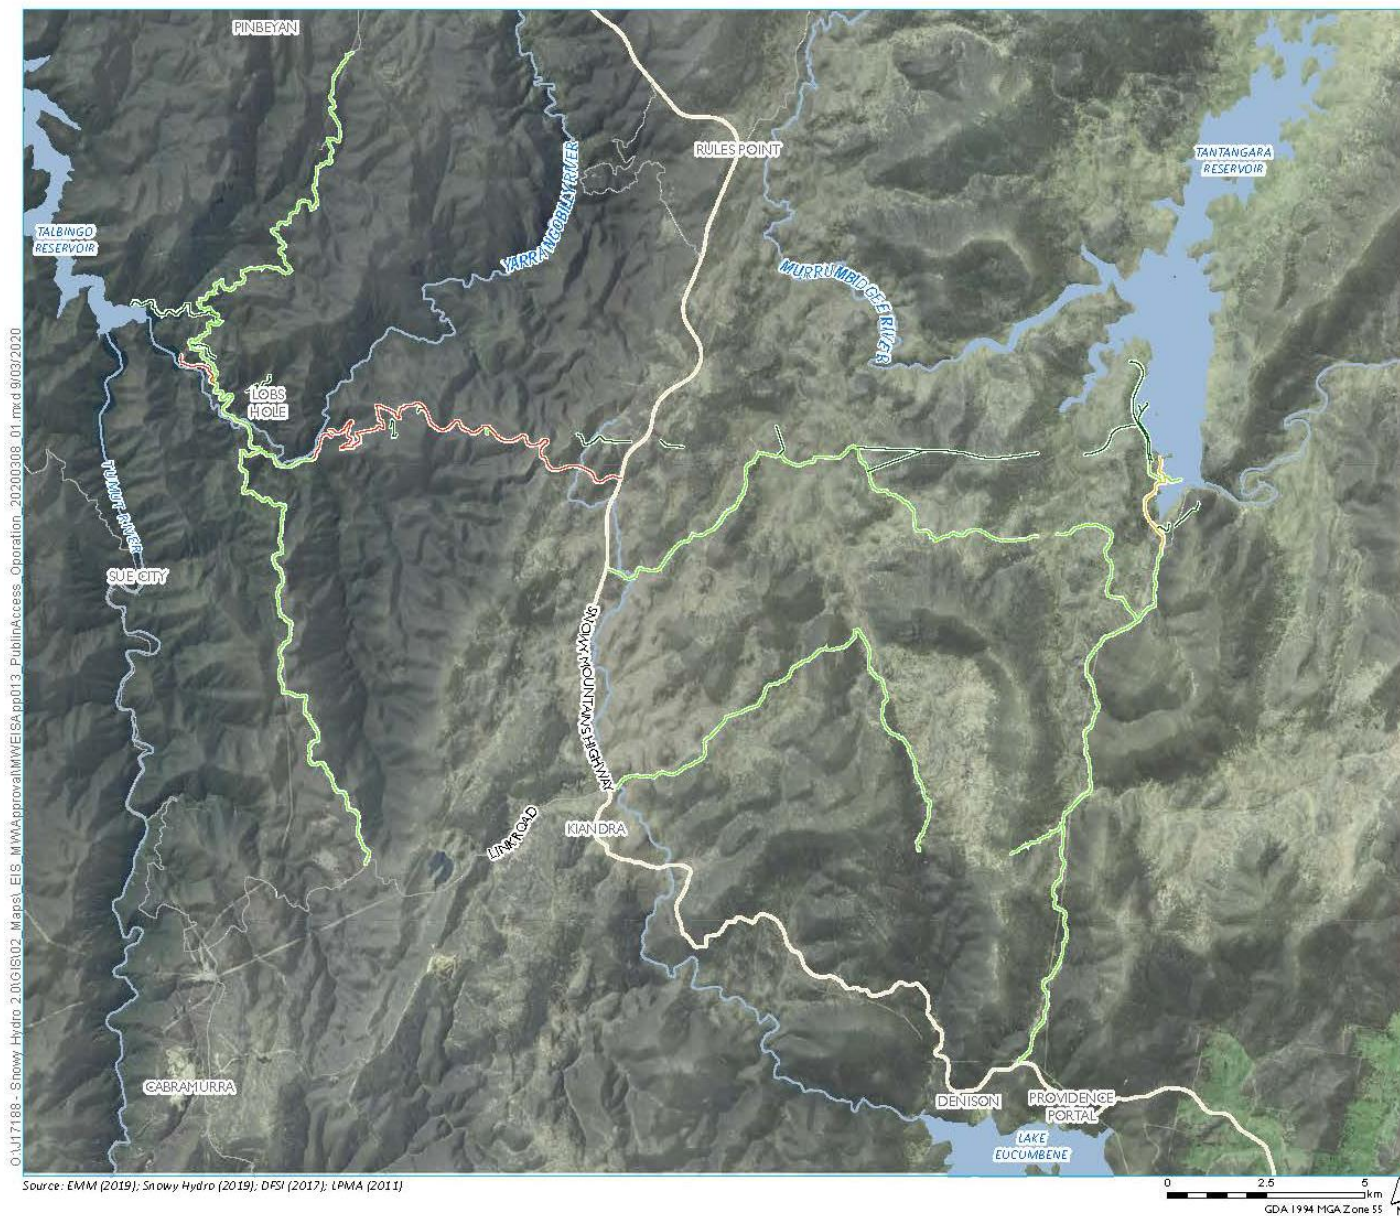 PINBEYAN
RULES POINT
TANTANGARA
RESERVOIR
YARRANGOBILLY RIVER
TALBINGO
RESERVOIR
MURRUMBIDGEE RIVER
LOBS
HOLE
TUMUT RIVER
SUE CITY
SNOWY MOUNTAINS HIGHWAY
LINK ROAD
KIANDRA
CABRAMURRA
DENISON
PROVIDENCE
PORTAL
LAKE
EUCUMBENE
Source: EMM (2019); Snowy Hydro (2019); DFSI (2017); LPMA (2011)
0 2.5 5
km
GDA 1994 MGA Zone 55